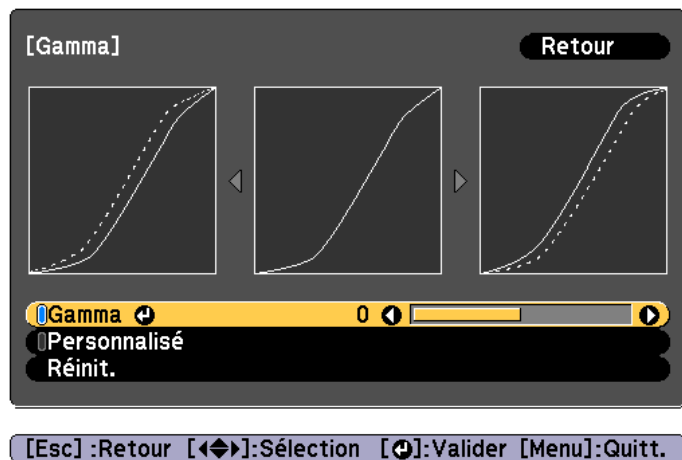 [Gamma] Retour
Gamma 0
Personnalisé
Réinit.
[Esc] :Retour []:Sélection []:Valider [Menu]:Quitt.